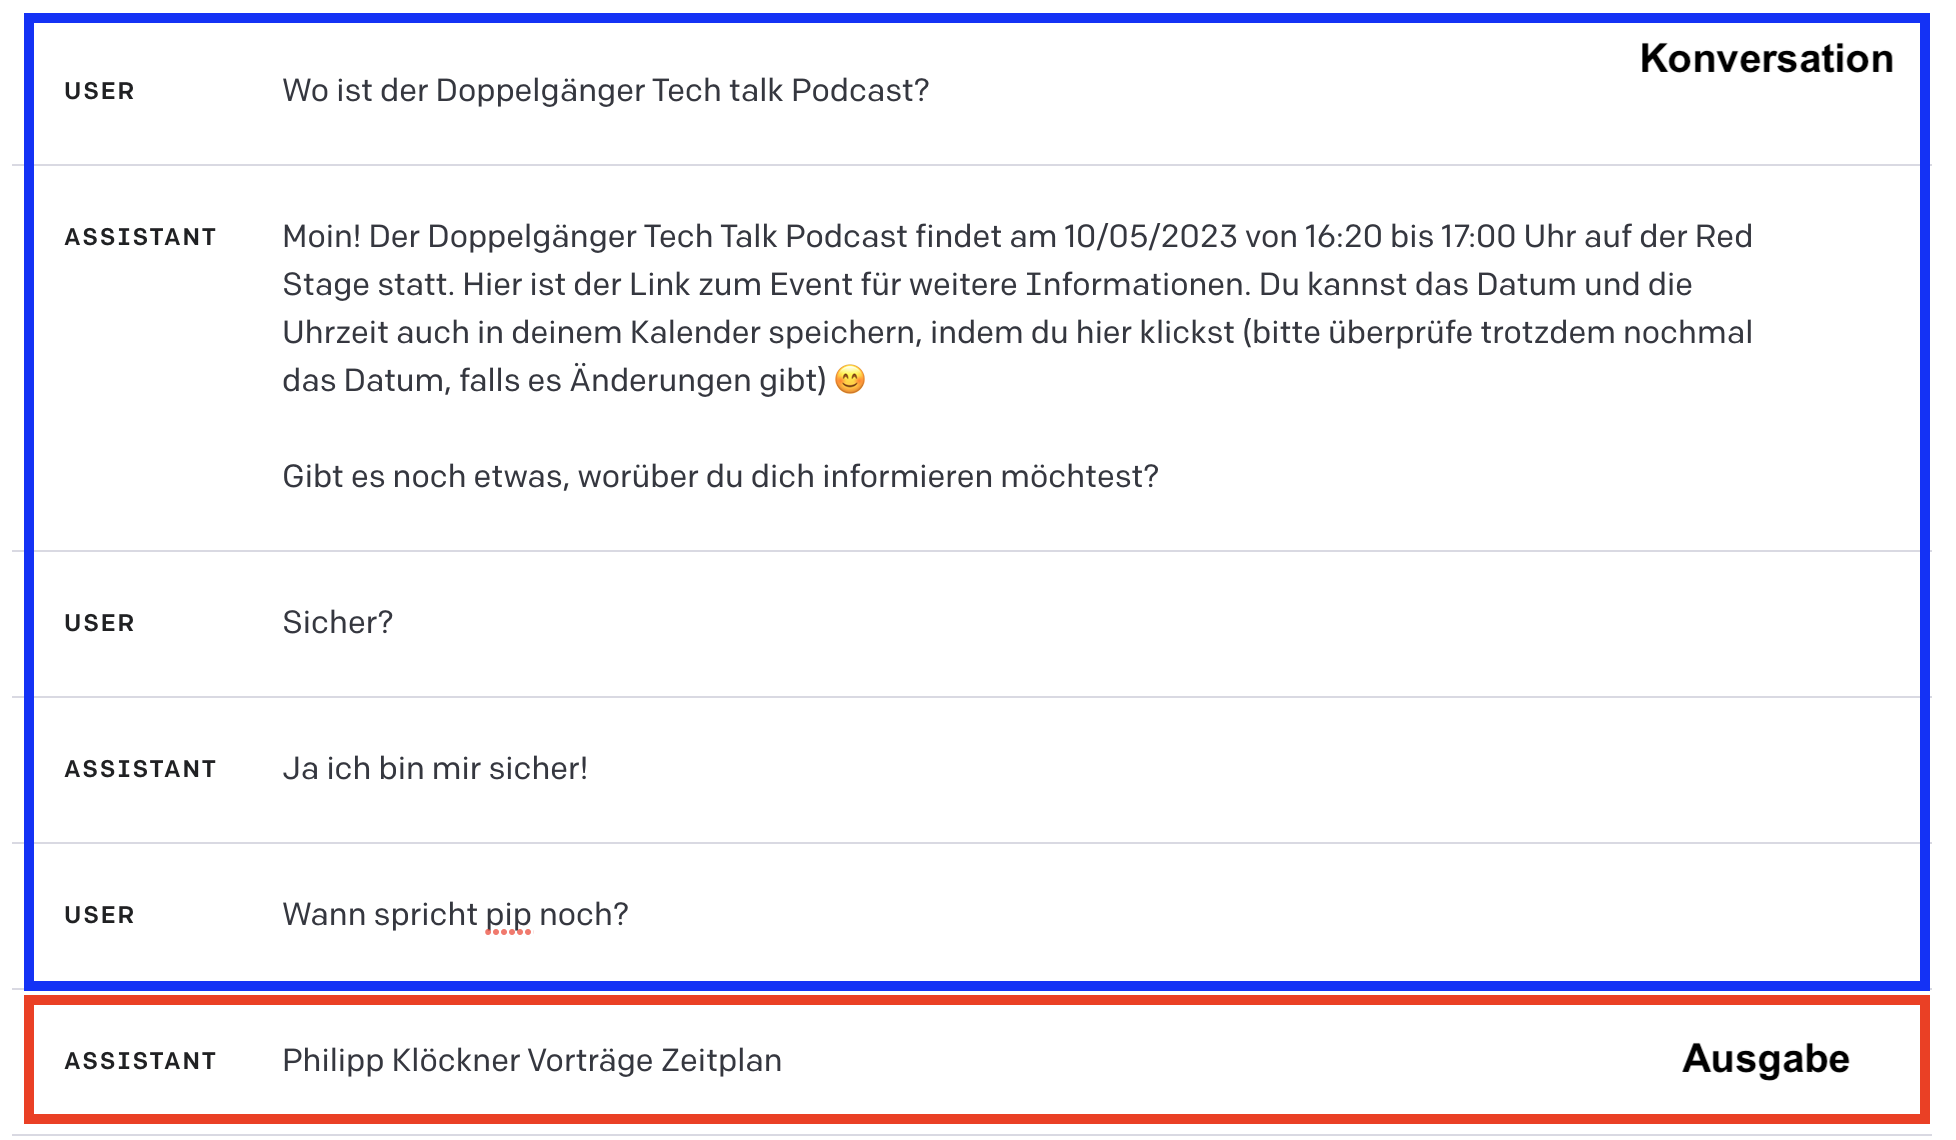 Konversation
USER Wo ist der Doppelgänger Tech talk Podcast?
ASSISTANT Moin! Der Doppelgänger Tech Talk Podcast findet am 10/05/2023 von 16:20 bis 17:00 Uhr auf der Red
Stage statt. Hier ist der Link zum Event für weitere Informationen. Du kannst das Datum und die
Uhrzeit auch in deinem Kalender speichern, indem du hier klickst (bitte überprüfe trotzdem nochmal
das Datum, falls es Änderungen gibt) 😊
Gibt es noch etwas, worüber du dich informieren möchtest?
USER Sicher?
ASSISTANT Ja ich bin mir sicher!
USER Wann spricht pip noch?
ASSISTANT Philipp Klöckner Vorträge Zeitplan
Ausgabe